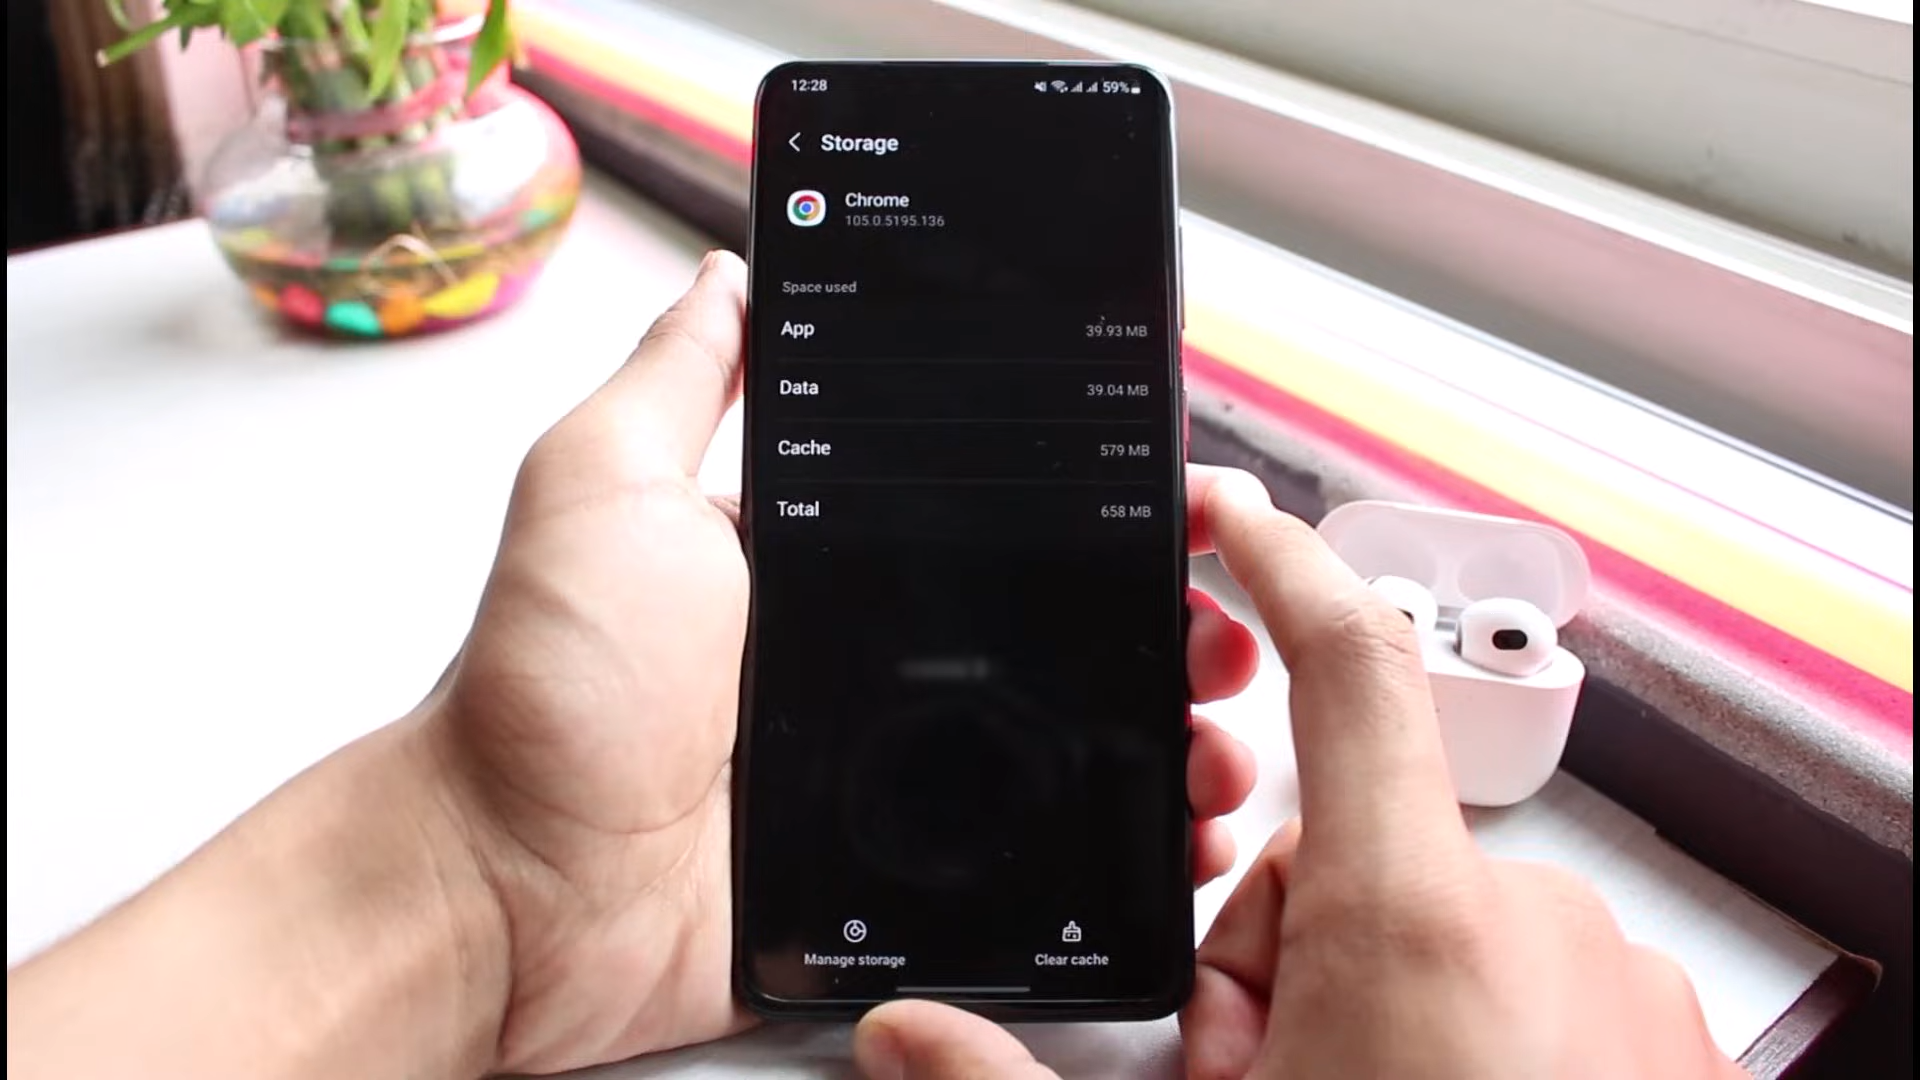 12:28
59%
Storage
Chrome
105.0.5195.136
Space used
App 39.93 MB
Data 39.04 MB
Cache 579 MB
Total 658 MB
Manage storage
Clear cache